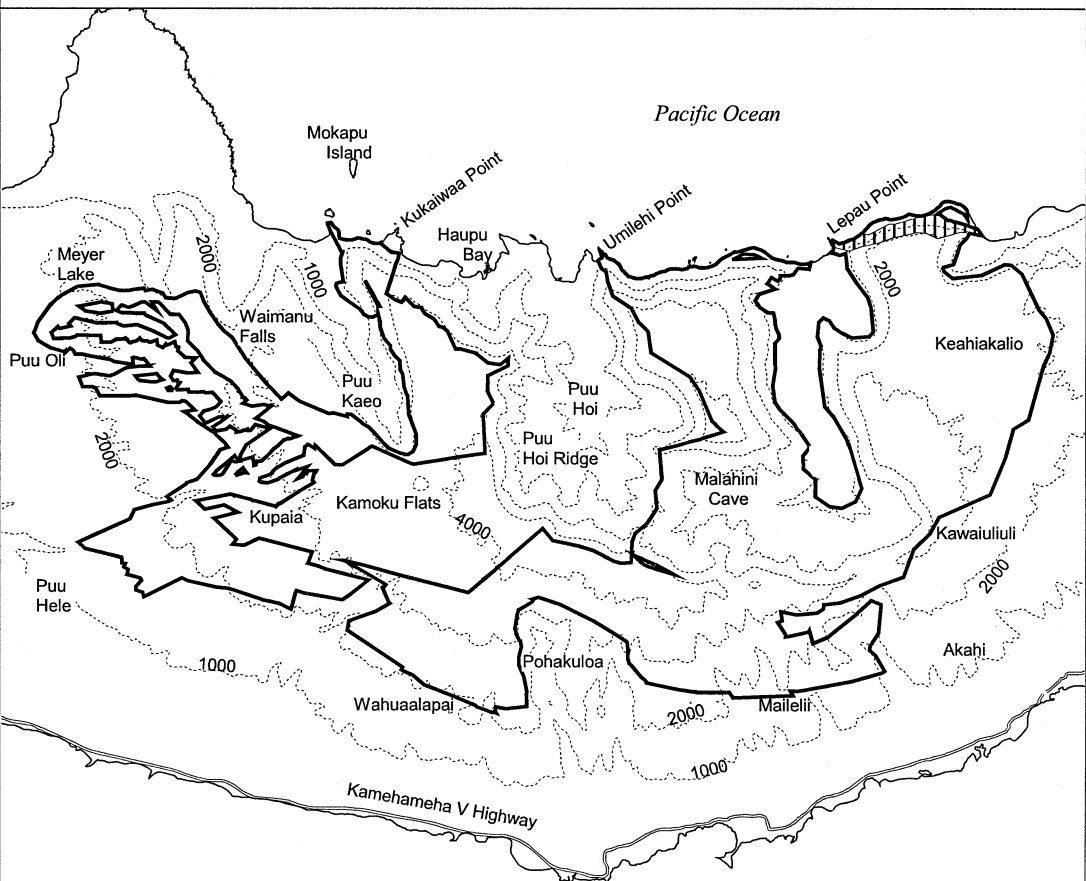 Pacific Ocean
Mokapu
Island
Kukaiwaa Point
Umilehi Point
Lepau Point
Haupu
Bay
Meyer
Lake
2000
1000
2000
Waimanu
Falls
Puu Oli
Keahiakalio
Puu
Kaeo
Puu
Hoi
Puu
Hoi Ridge
2000
Malahini
Cave
Kamoku Flats
Kupaia
4000
Kawaiuliuli
2000
Puu
Hele
1000
Pohakuloa
Akahi
Wahuaalapai
2000
Mailelii
1000
Kamehameha V Highway